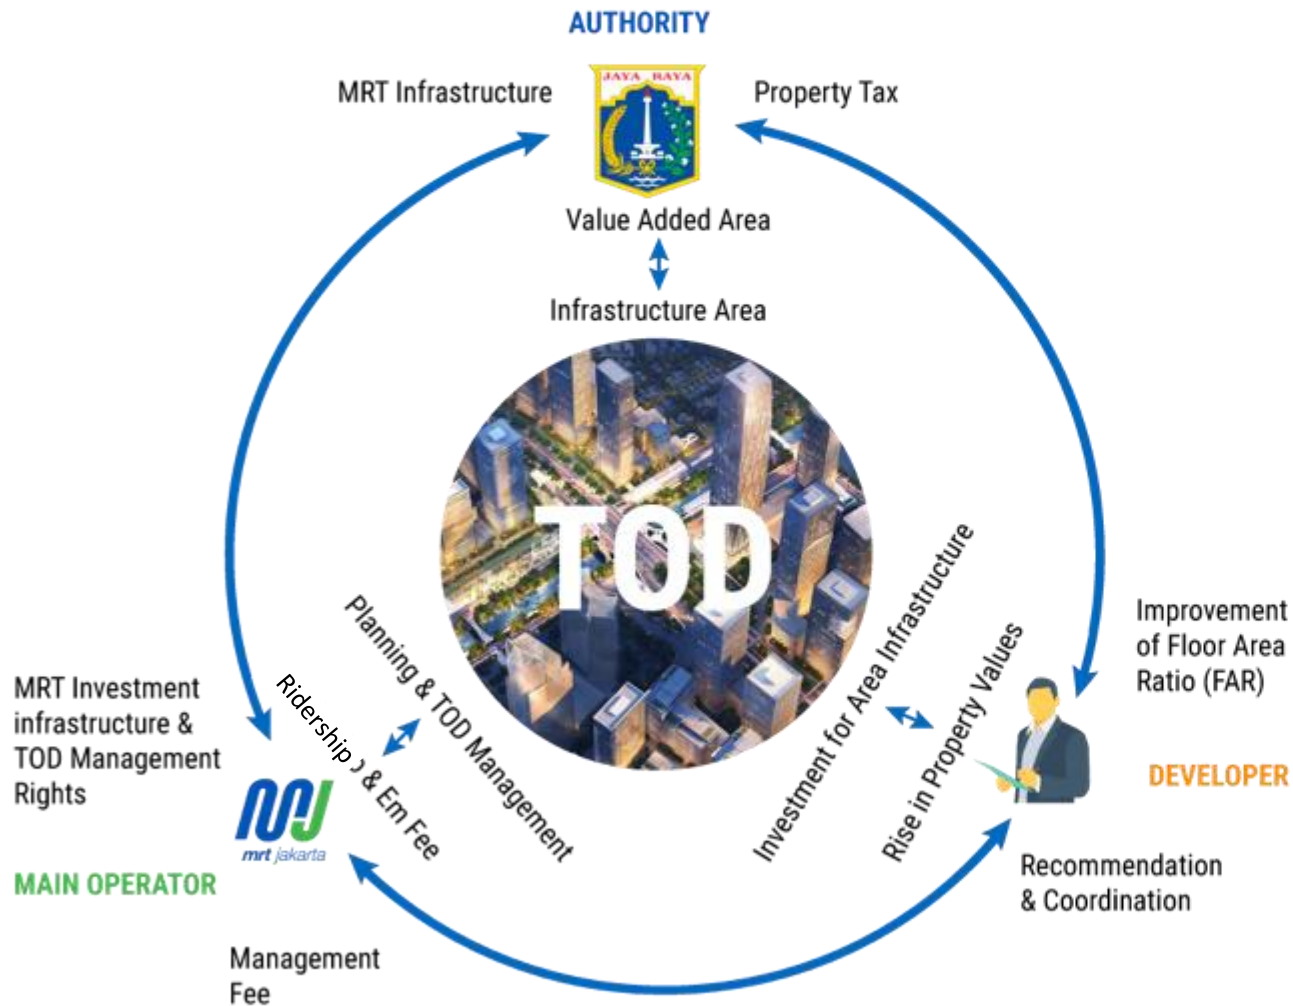 AUTHORITY
MRT Infrastructure
JAYA RAYA
Property Tax
Value Added Area
Infrastructure Area
TOD
Planning & TOD Management
Ridership
& Em Fee
Investment for Area Infrastructure
Rise in Property Values
Improvement
of Floor Area
Ratio (FAR)
DEVELOPER
MRT Investment
infrastructure &
TOD Management
Rights
mrt jakarta
MAIN OPERATOR
Recommendation
& Coordination
Management
Fee